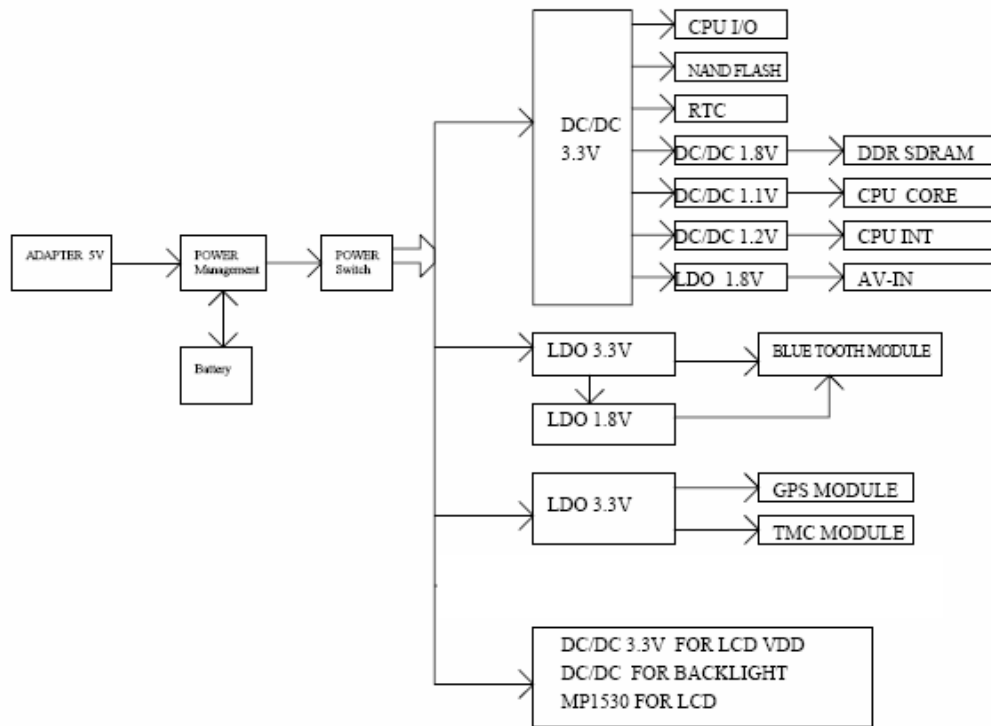 CPU I/O
NAND FLASH
RTC
DC/DC
3.3V
DC/DC 1.8V
DDR SDRAM
DC/DC 1.1V
CPU CORE
DC/DC 1.2V
CPU INT
LDO 1.8V
AV-IN
ADAPTER 5V
POWER
Management
POWER
Switch
Battery
LDO 3.3V
BLUE TOOTH MODULE
LDO 1.8V
LDO 3.3V
GPS MODULE
TMC MODULE
DC/DC 3.3V FOR LCD VDD
DC/DC FOR BACKLIGHT
MP1530 FOR LCD